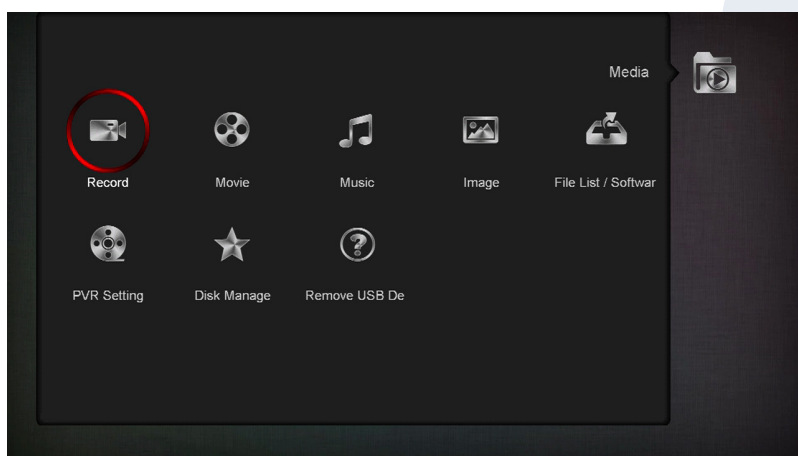 Media
Record
Movie
Music
Image
File List / Softwar
PVR Setting
Disk Manage
Remove USB De